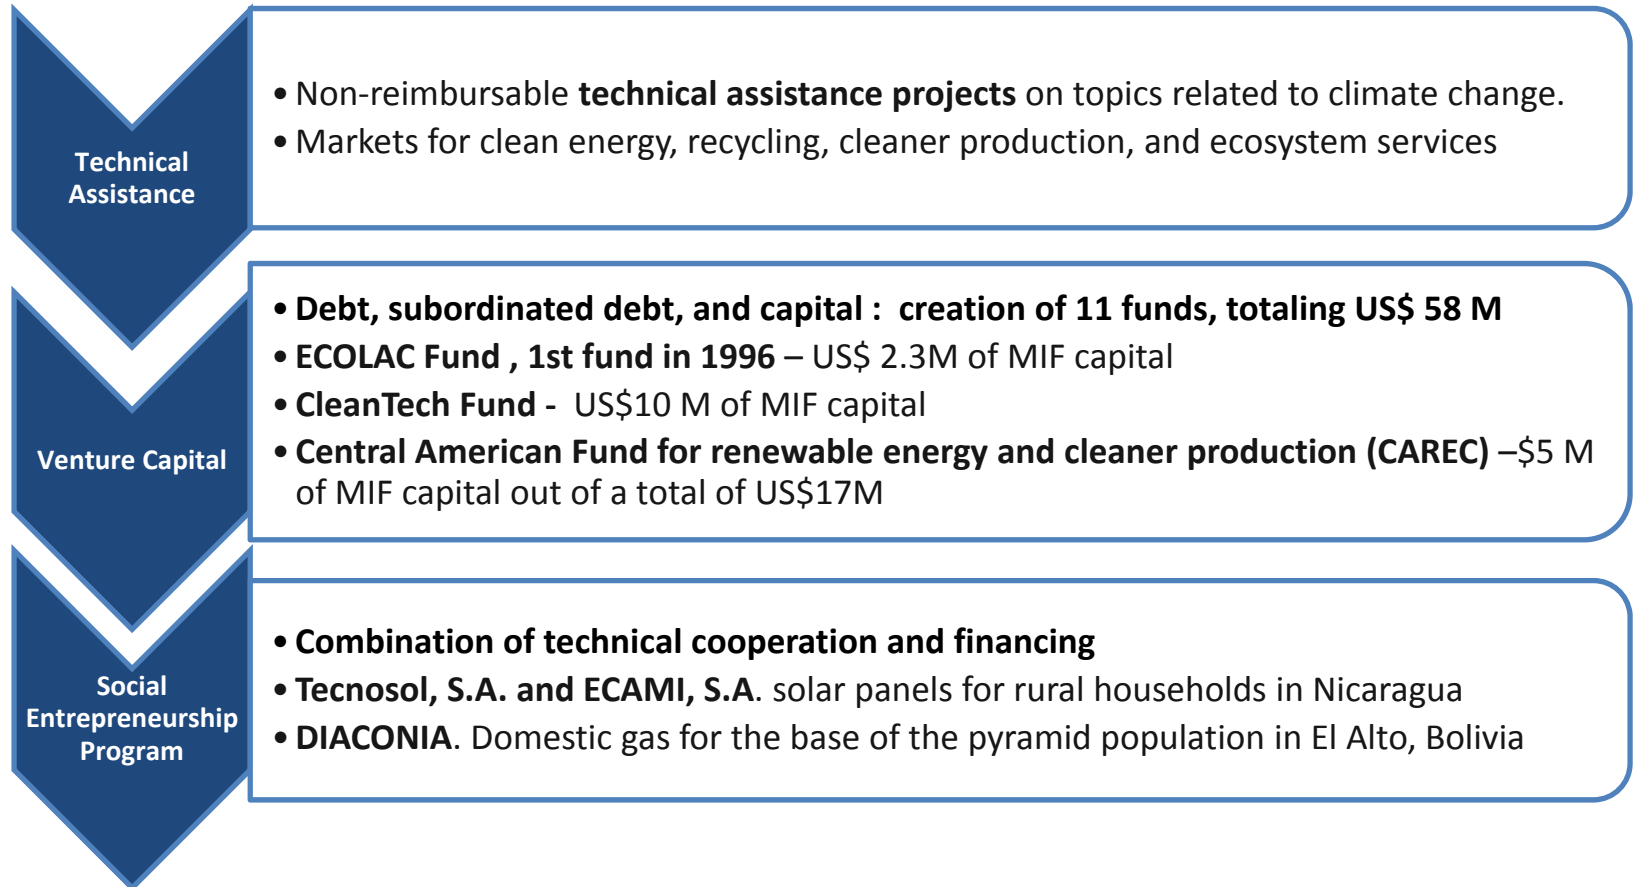 Technical
Assistance
• Non-reimbursable technical assistance projects on topics related to climate change.
• Markets for clean energy, recycling, cleaner production, and ecosystem services
Venture Capital
• Debt, subordinated debt, and capital :  creation of 11 funds, totaling US$ 58 M
• ECOLAC Fund , 1st fund in 1996 – US$ 2.3M of MIF capital
• CleanTech Fund -  US$10 M of MIF capital
• Central American Fund for renewable energy and cleaner production (CAREC) –$5 M
of MIF capital out of a total of US$17M
Social
Entrepreneurship
Program
• Combination of technical cooperation and financing
• Tecnosol, S.A. and ECAMI, S.A. solar panels for rural households in Nicaragua
• DIACONIA. Domestic gas for the base of the pyramid population in El Alto, Bolivia